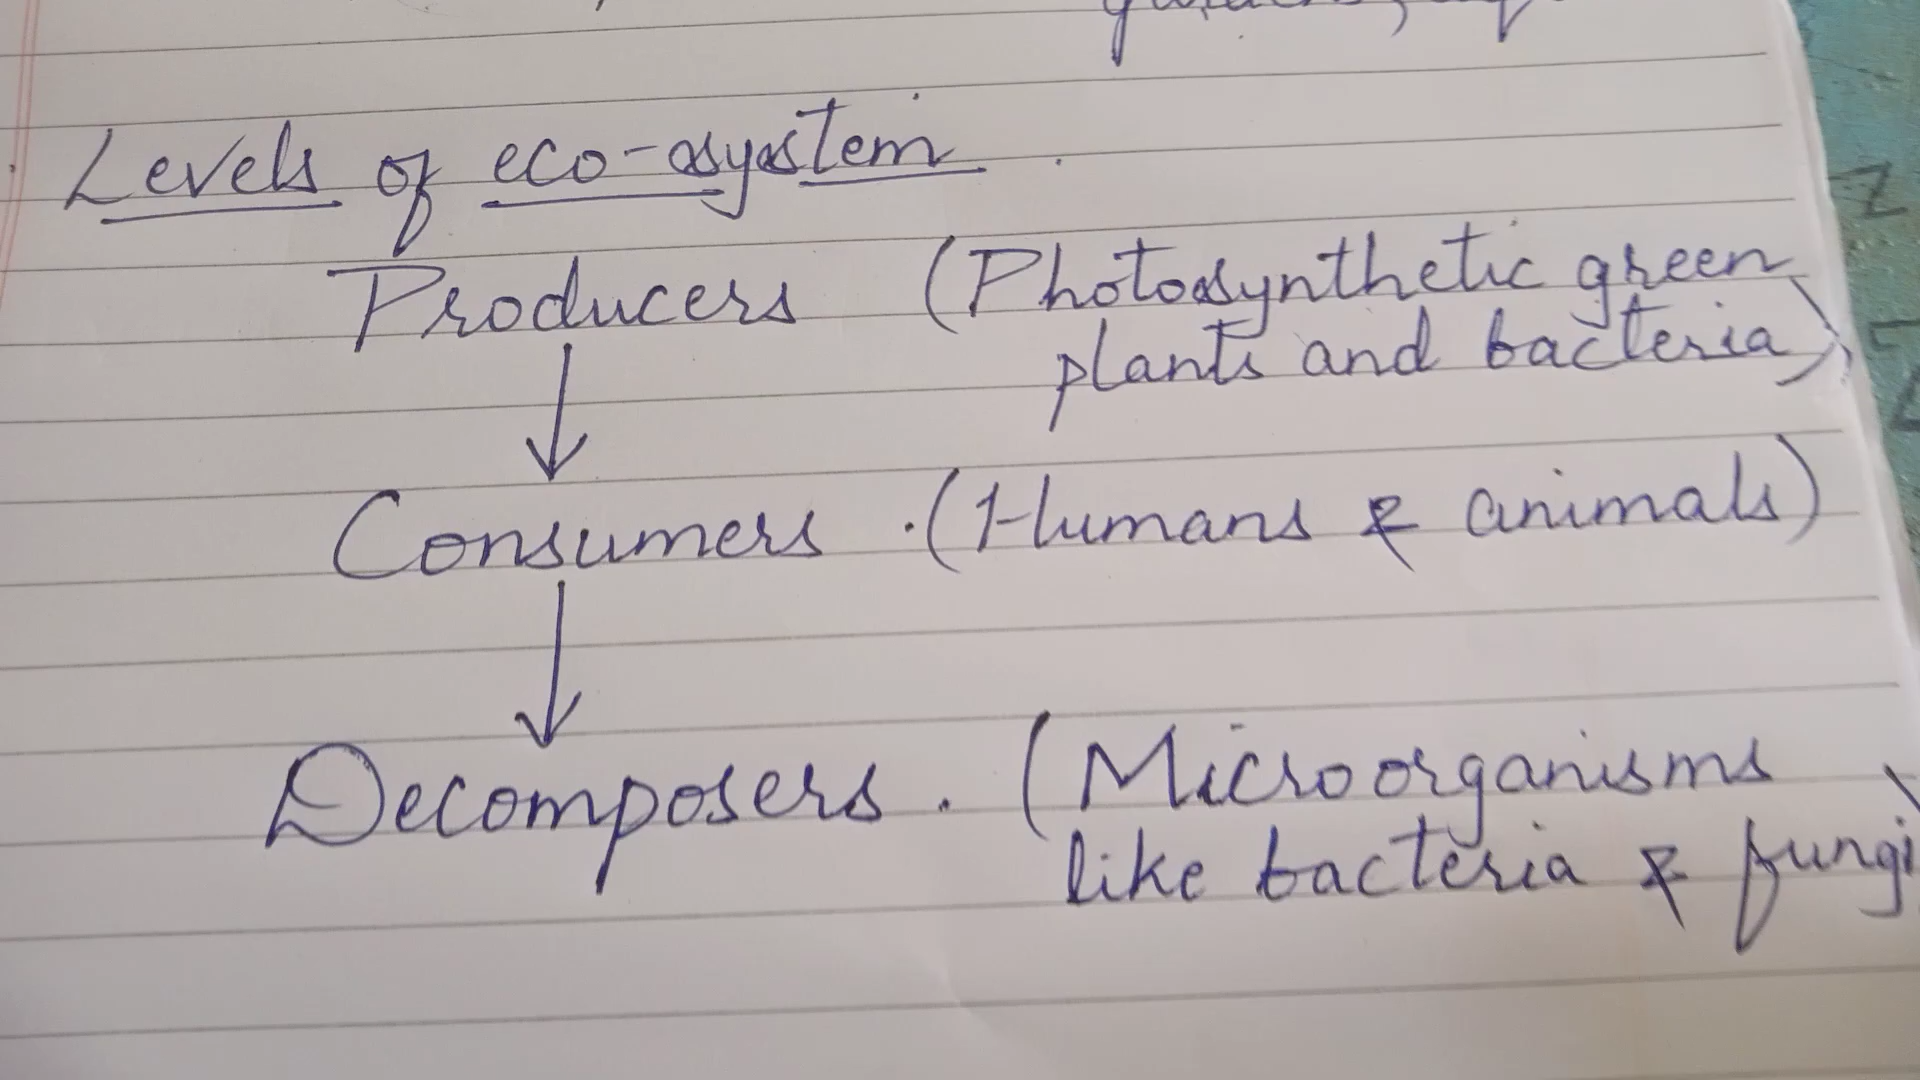 Levels of eco-system
Producers (Photosynthetic green
plants and bacteria)
Consumers . (Humans & animals)
Decomposers . (Microorganisms
like bacteria & fungi)